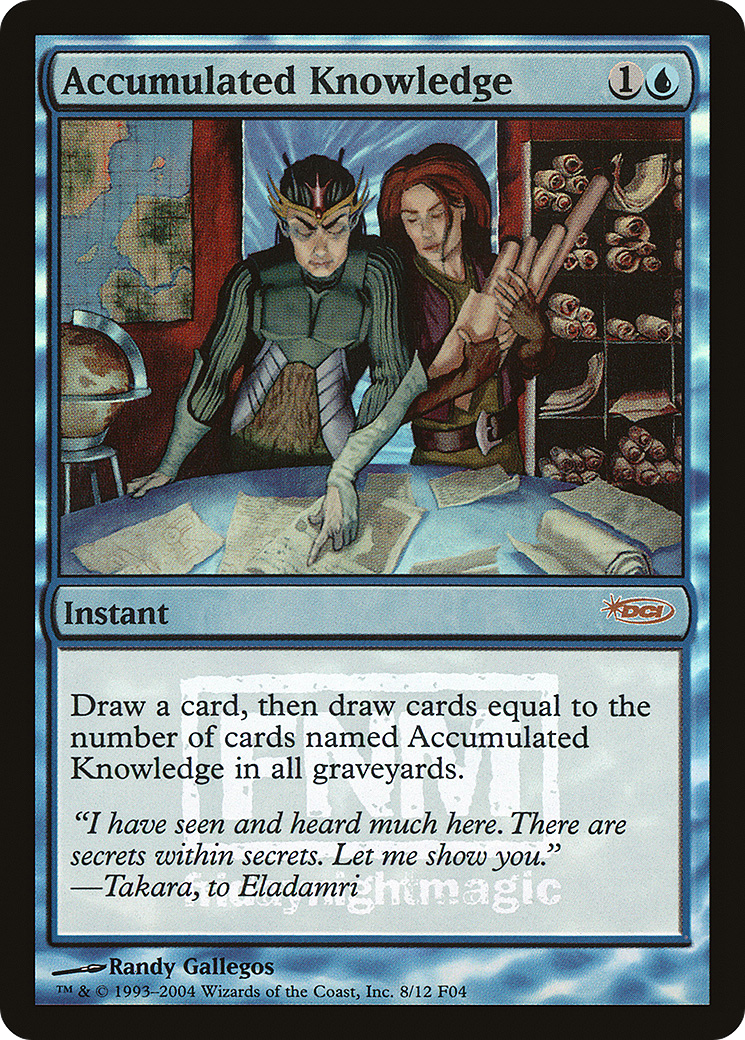 Accumulated Knowledge 1
Instant DCI
FNM
Draw a card, then draw cards equal to the
number of cards named Accumulated
Knowledge in all graveyards.
“I have seen and heard much here. There are
secrets within secrets. Let me show you.”
—Takara, to Eladamri
fridaynightmagic
Randy Gallegos
™ & © 1993–2004 Wizards of the Coast, Inc. 8/12 F04